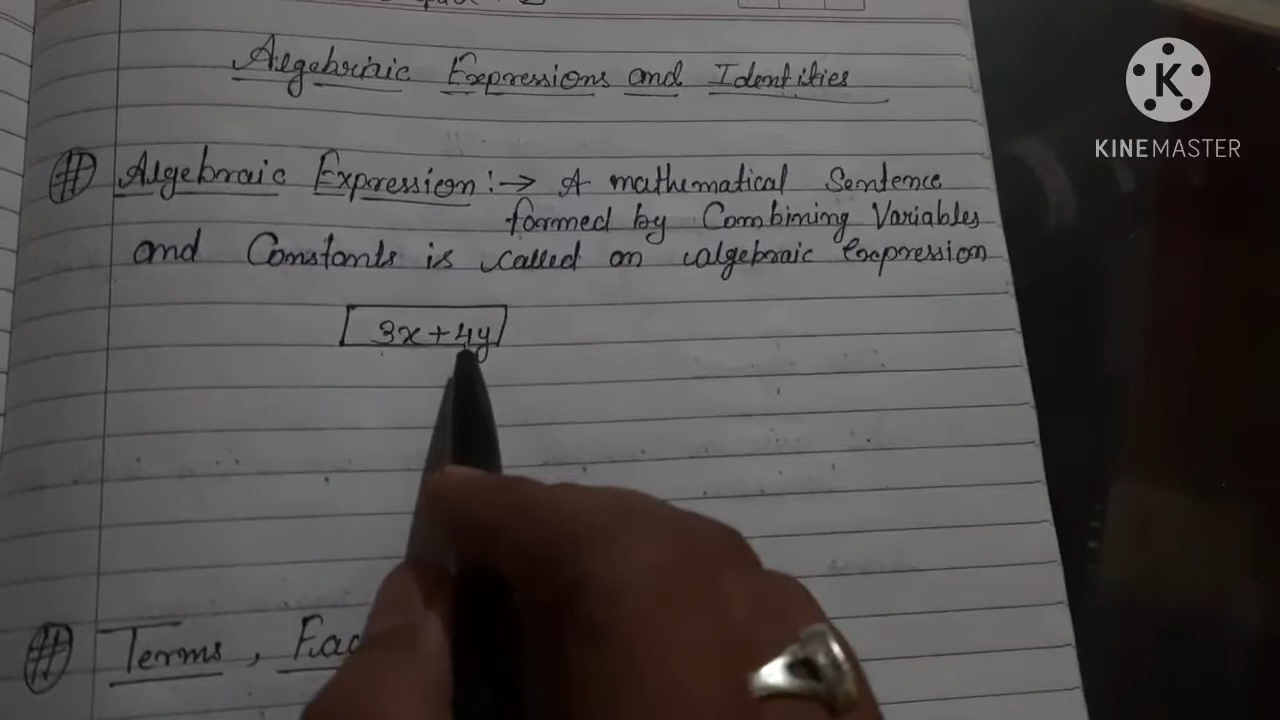 Algebraic Expressions and Identities
# Algebraic Expression :→ A mathematical Sentence
formed by Combining Variables
and Constants is called an algebraic expression
3x+4y
# Terms, Fac
KINEMASTER